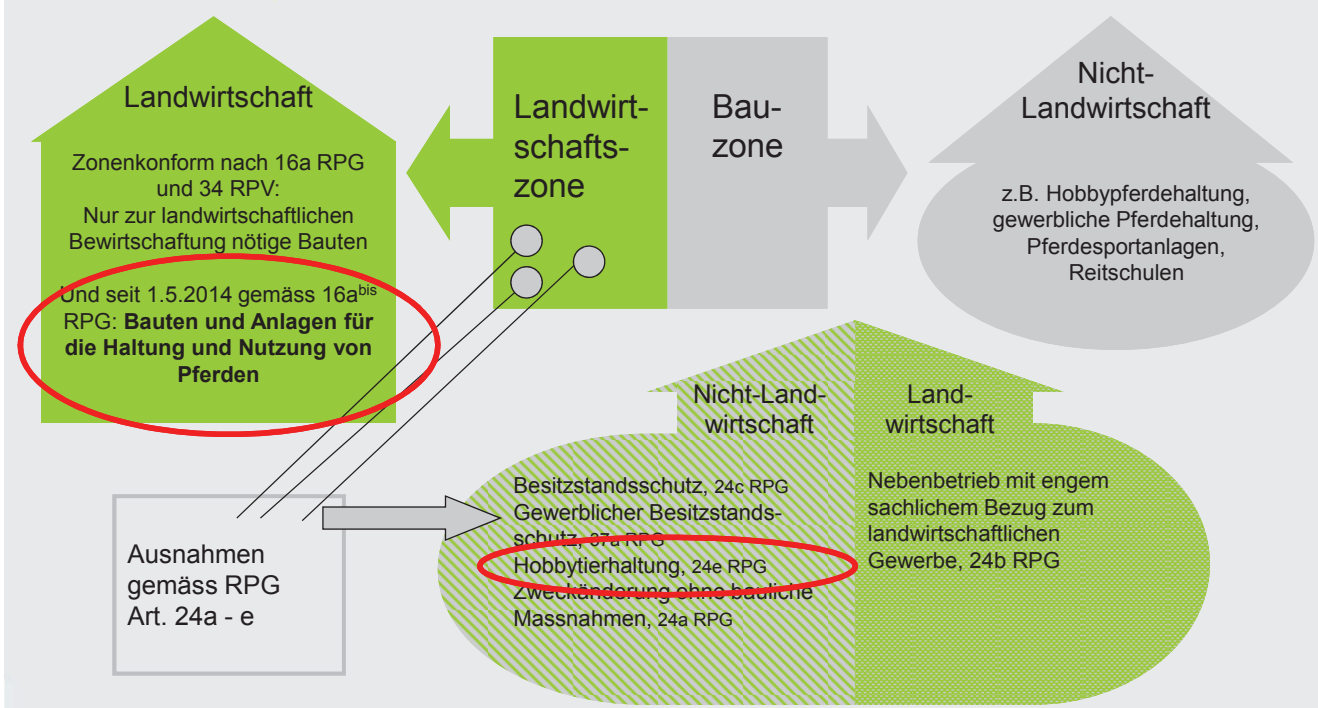 Landwirtschaft
Zonenkonform nach 16a RPG
und 34 RPV:
Nur zur landwirtschaftlichen
Bewirtschaftung nötige Bauten
Und seit 1.5.2014 gemäss 16abis
RPG: Bauten und Anlagen für
die Haltung und Nutzung von
Pferden
Landwirt-
schafts-
zone
Bau-
zone
Nicht-
Landwirtschaft
z.B. Hobbypferdehaltung,
gewerbliche Pferdehaltung,
Pferdesportanlagen,
Reitschulen
Ausnahmen
gemäss RPG
Art. 24a - e
Nicht-Land-
wirtschaft
Besitzstandsschutz, 24c RPG
Gewerblicher Besitzstands-
schutz, 37a RPG
Hobbytierhaltung, 24e RPG
Zweckänderung ohne bauliche
Massnahmen, 24a RPG
Land-
wirtschaft
Nebenbetrieb mit engem
sachlichem Bezug zum
landwirtschaftlichen
Gewerbe, 24b RPG